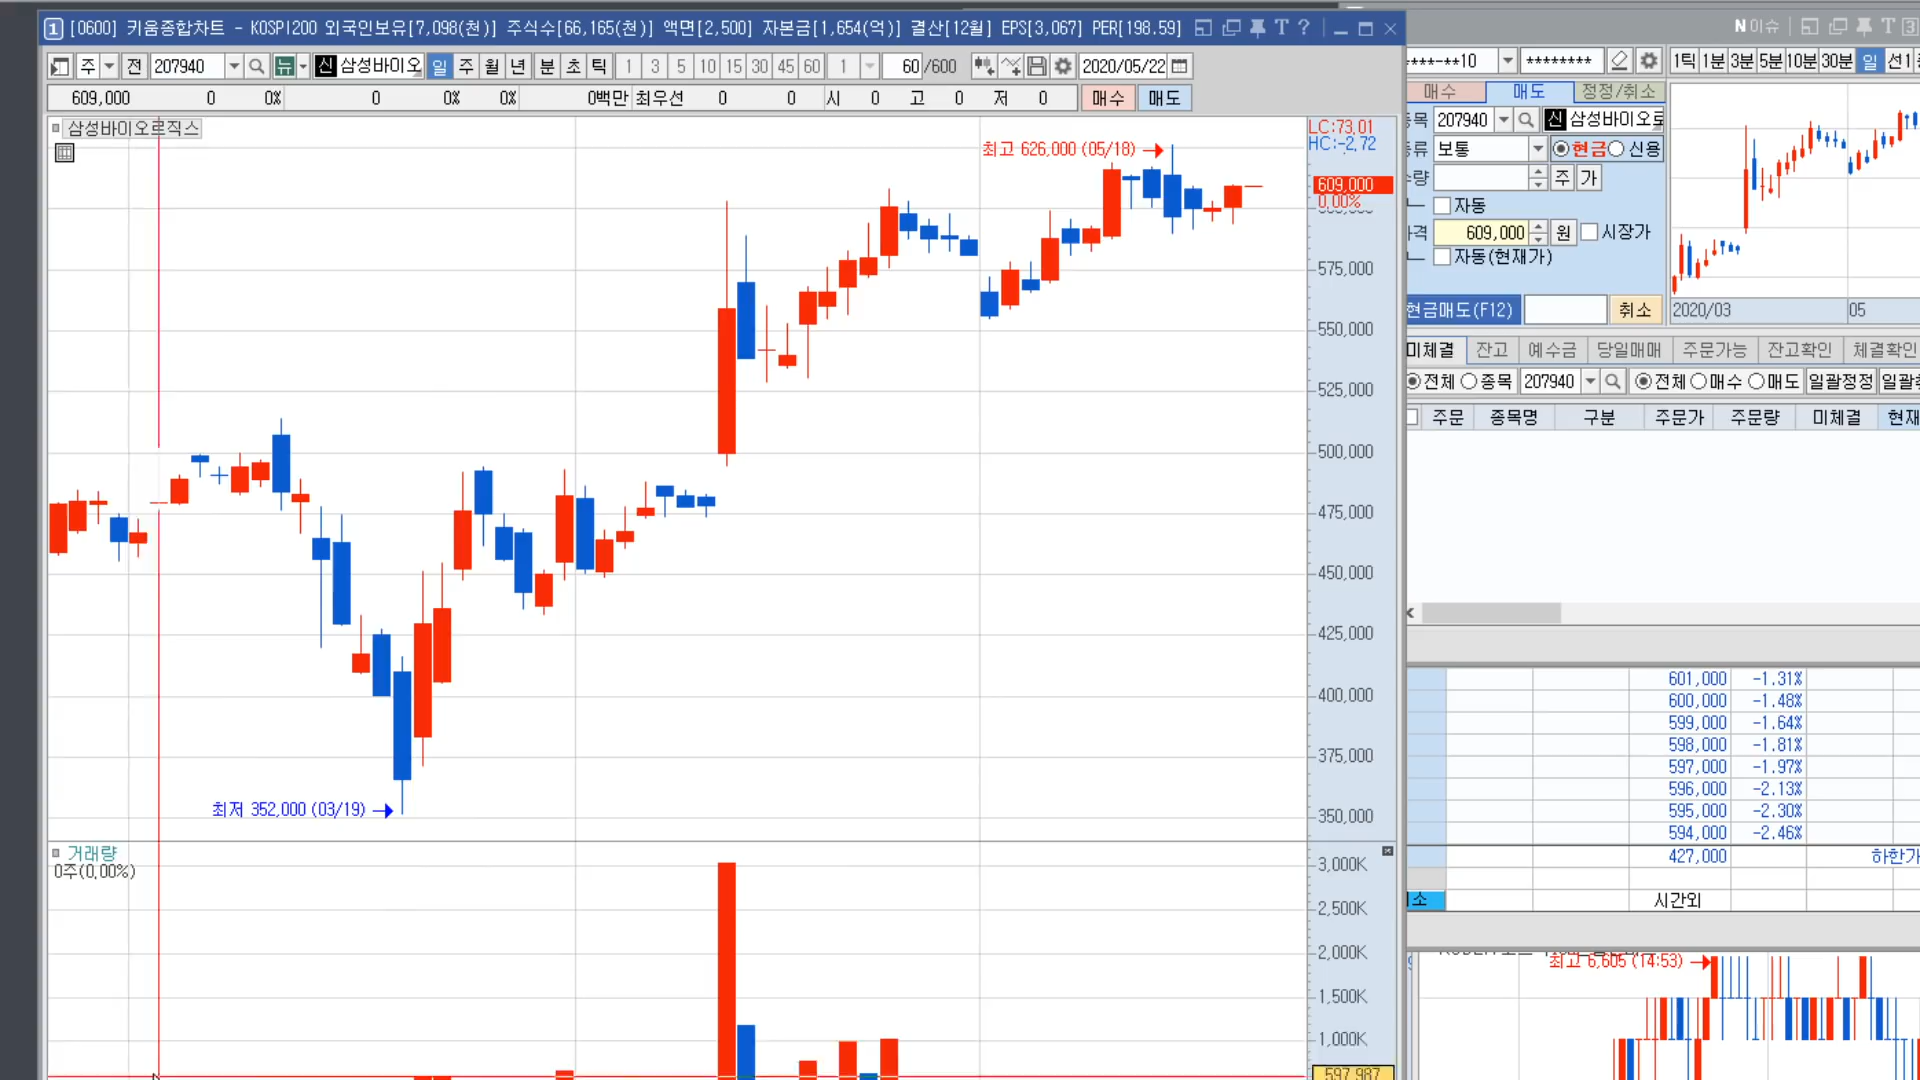 1 [0600] 키움종합차트 - KOSPI200 외국인보유[7,098(천)] 주식수[66,165(천)] 액면[2,500] 자본금[1,654(억)] 결산[12월] EPS[3,067] PER[198.59] T ?
주 전 207940 뉴 신 삼성바이오 일 주 월 년 분 초 틱 1 3 5 10 15 30 45 60 1 60 /600 2020/05/22
609,000 0 0% 0 0% 0% 0백만 최우선 0 0 시 0 고 0 저 0 매수 매도
삼성바이오로직스
최고 626,000 (05/18)
LC:73.01
HC:-2.72
609,000
0.00%
575,000
550,000
525,000
500,000
475,000
450,000
425,000
400,000
375,000
350,000
최저 352,000 (03/19)
거래량
0주(0.00%)
3,000K
2,500K
2,000K
1,500K
1,000K
597,987
N 이슈 T 3
****-**10 ******** 1틱 1분 3분 5분 10분 30분 일 선1
매수 매도 정정/취소
종목 207940 신 삼성바이오로
보통 현금 신용
주 가
자동
609,000 원 시장가
자동(현재가)
현금매도(F12) 취소
2020/03 05
미체결 잔고 예수금 당일매매 주문가능 잔고확인 체결확인
전체 종목 207940 전체 매수 매도 일괄정정
주문 종목명 구분 주문가 주문량 미체결 현재
601,000 -1.31%
600,000 -1.48%
599,000 -1.64%
598,000 -1.81%
597,000 -1.97%
596,000 -2.13%
595,000 -2.30%
594,000 -2.46%
427,000 하한가
시간외
최고 6,605 (14:53)